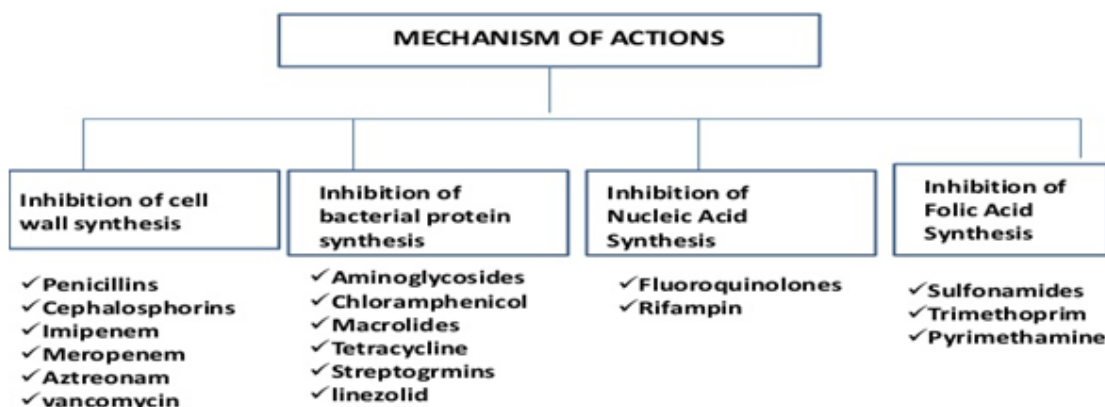 MECHANISM OF ACTIONS
Inhibition of cell
wall synthesis
✓Penicillins
✓Cephalosphorins
✓Imipenem
✓Meropenem
✓Aztreonam
✓vancomycin
Inhibition of
bacterial protein
synthesis
✓Aminoglycosides
✓Chloramphenicol
✓Macrolides
✓Tetracycline
✓Streptogrmins
✓linezolid
Inhibition of
Nucleic Acid
Synthesis
✓Fluoroquinolones
✓Rifampin
Inhibition of
Folic Acid
Synthesis
✓Sulfonamides
✓Trimethoprim
✓Pyrimethamine